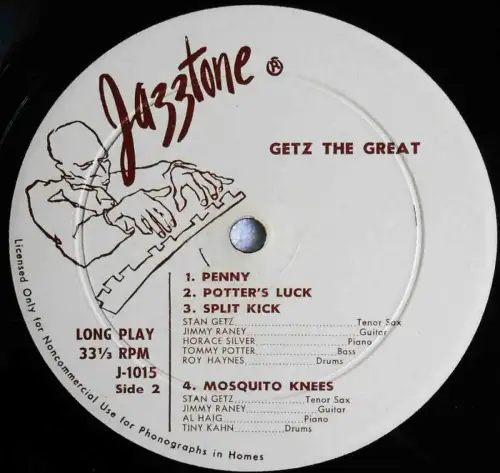 Jazztone
GETZ THE GREAT
1. PENNY
2. POTTER'S LUCK
3. SPLIT KICK
STAN GETZ..............................Tenor Sax
JIMMY RANEY..............................Guitar
HORACE SILVER..............................Piano
TOMMY POTTER..............................Bass
ROY HAYNES....................Drums
4. MOSQUITO KNEES
STAN GETZ....................Tenor Sax
JIMMY RANEY....................Guitar
AL HAIG....................Piano
TINY KAHN............Drums
LONG PLAY
33⅓ RPM
J-1015
Side 2
Licensed Only for Noncommercial Use for Phonographs in Homes